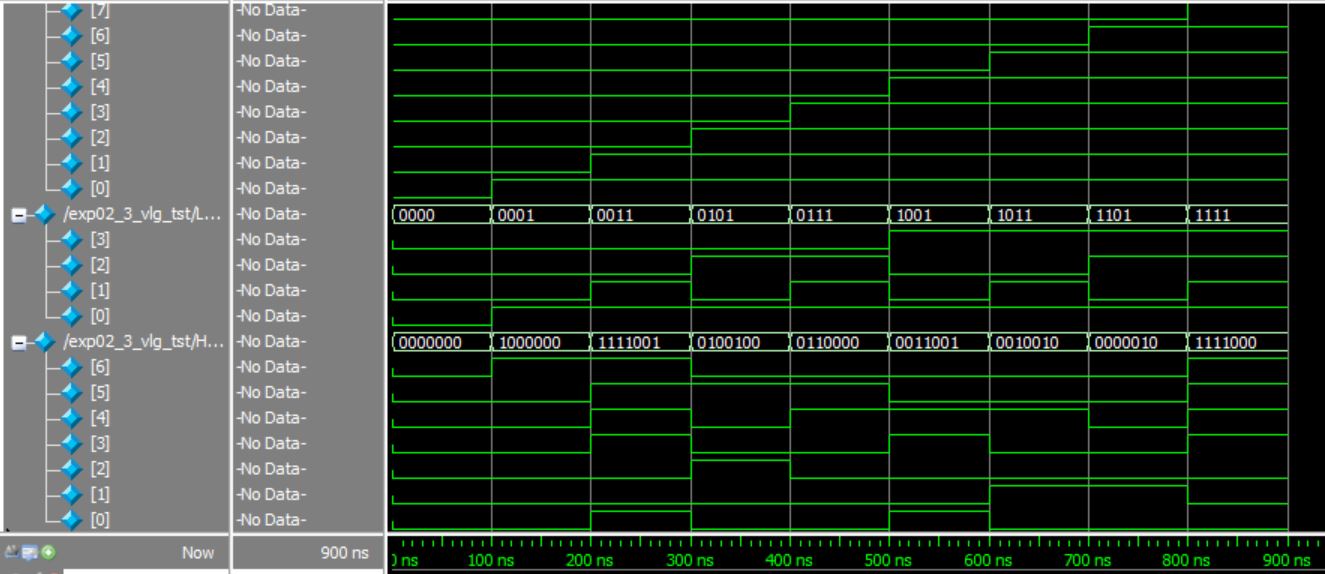 [7] -No Data-
[6] -No Data-
[5] -No Data-
[4] -No Data-
[3] -No Data-
[2] -No Data-
[1] -No Data-
[0] -No Data-
/exp02_3_vlg_tst/L... -No Data- 0000 0001 0011 0101 0111 1001 1011 1101 1111
[3] -No Data-
[2] -No Data-
[1] -No Data-
[0] -No Data-
/exp02_3_vlg_tst/H... -No Data- 0000000 1000000 1111001 0100100 0110000 0011001 0010010 0000010 1111000
[6] -No Data-
[5] -No Data-
[4] -No Data-
[3] -No Data-
[2] -No Data-
[1] -No Data-
[0] -No Data-
Now 900 ns ns 100 ns 200 ns 300 ns 400 ns 500 ns 600 ns 700 ns 800 ns 900 ns